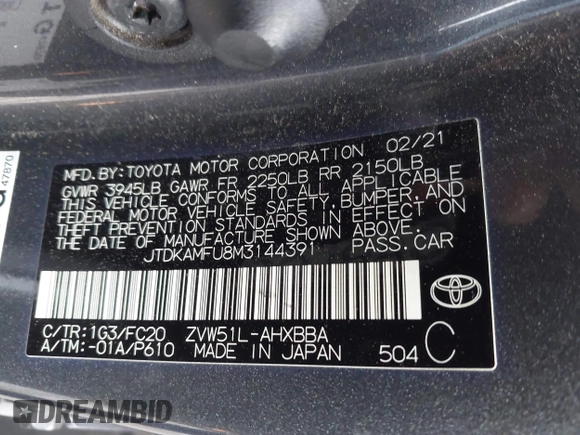 MFD.BY:TOYOTA MOTOR CORPORATION 02/21
GVWR 3945LB GAWR FR 2250LB RR 2150LB
THIS VEHICLE CONFORMS TO ALL APPLICABLE
FEDERAL MOTOR VEHICLE SAFETY,BUMPER,AND
THEFT PREVENTION STANDARDS IN EFFECT ON
THE DATE OF MANUFACTURE SHOWN ABOVE.
JTDKAMFU8M3144391 PASS.CAR
C/TR:1G3/FC20 ZVW51L-AHXBBA
A/TM:-01A/P610 MADE IN JAPAN 504 C
TOYOTA
47870
DREAMBID